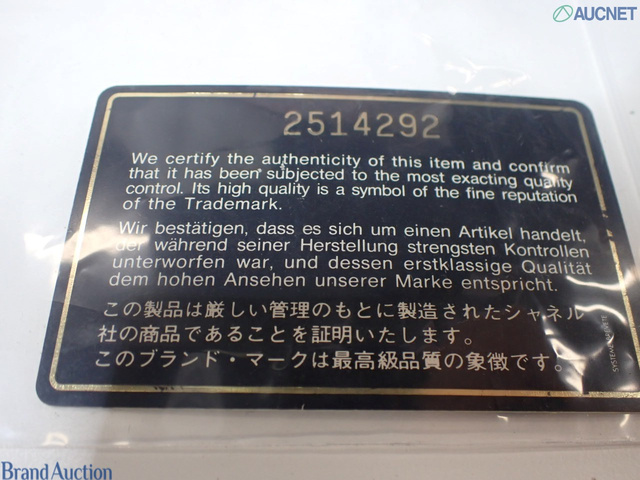 AUCNET
2514292
We certify the authenticity of this item and confirm
that it has been subjected to the most exacting quality
control. Its high quality is a symbol of the fine reputation
of the Trademark.
Wir bestätigen, dass es sich um einen Artikel handelt,
der während seiner Herstellung strengsten Kontrollen
unterworfen war, und dessen erstklassige Qualität
dem hohen Ansehen unserer Marke entspricht.
この製品は厳しい管理のもとに製造されたシャネル
社の商品であることを証明いたします。
このブランド・マークは最高級品質の象徴です。
Brand Auction